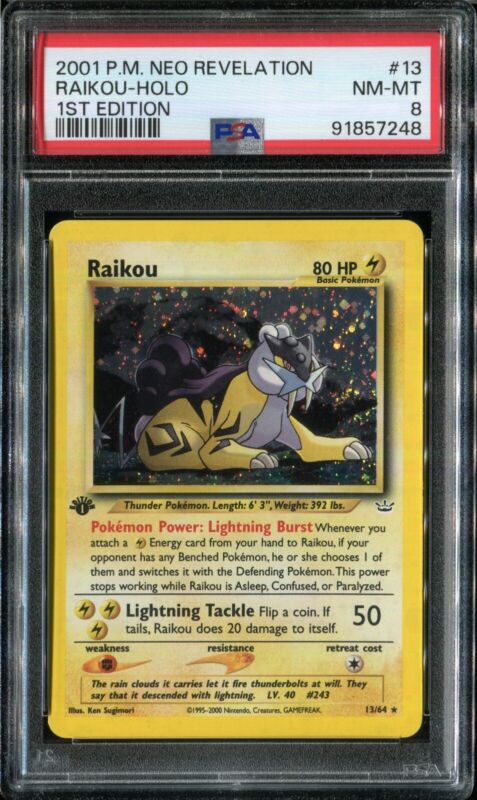 2001 P.M. NEO REVELATION #13
RAIKOU-HOLO NM-MT
1ST EDITION 8
PSA 91857248
Raikou 80 HP
Basic Pokémon
Thunder Pokémon. Length: 6' 3", Weight: 392 lbs.
Pokémon Power: Lightning Burst Whenever you
attach a Energy card from your hand to Raikou, if your
opponent has any Benched Pokémon, he or she chooses 1 of
them and switches it with the Defending Pokémon. This power
stops working while Raikou is Asleep, Confused, or Paralyzed.
Lightning Tackle Flip a coin. If
tails, Raikou does 20 damage to itself. 50
weakness resistance retreat cost
The rain clouds it carries let it fire thunderbolts at will. They
say that it descended with lightning. LV. 40 #243
Illus. Ken Sugimori ©1995-2000 Nintendo, Creatures, GAMEFREAK. 13/64 ★